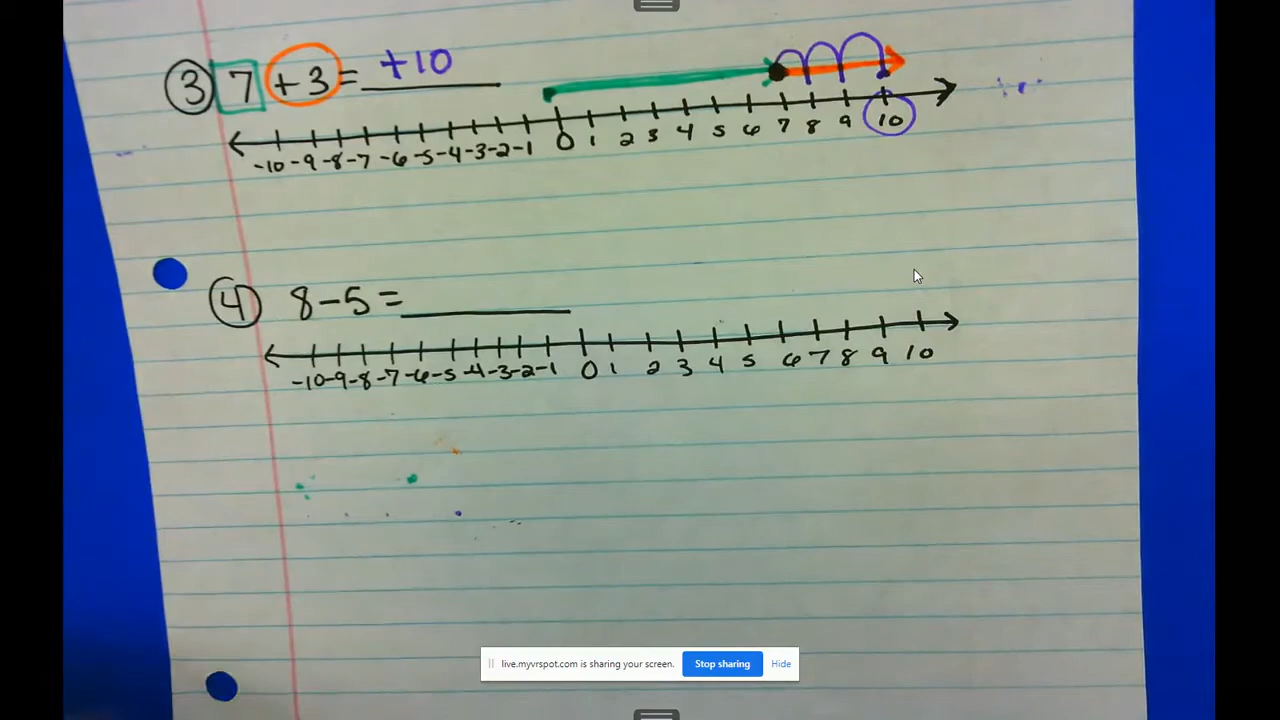 ③ 7 + 3 = +10
-10 -9 -8 -7 -6 -5 -4 -3 -2 -1 0 1 2 3 4 5 6 7 8 9 10
④ 8 - 5 = ________
-10 -9 -8 -7 -6 -5 -4 -3 -2 -1 0 1 2 3 4 5 6 7 8 9 10
live.myvrspot.com is sharing your screen. Stop sharing Hide